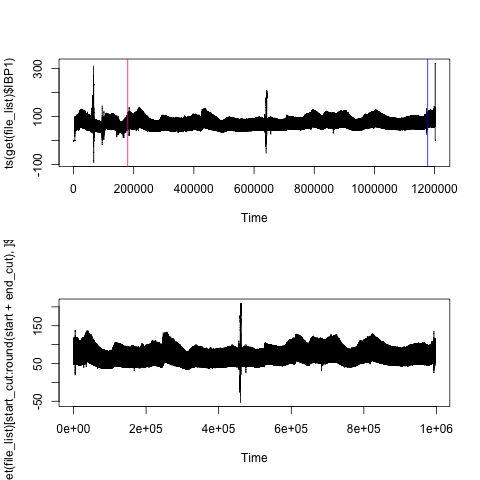 ts(get(file_list)$IBP1)
300
100
-100
0
200000
400000
600000
800000
1000000
1200000
Time
et(file_list)[start_cut:round(start + end_cut), ]$
150
50
-50
0e+00
2e+05
4e+05
6e+05
8e+05
1e+06
Time